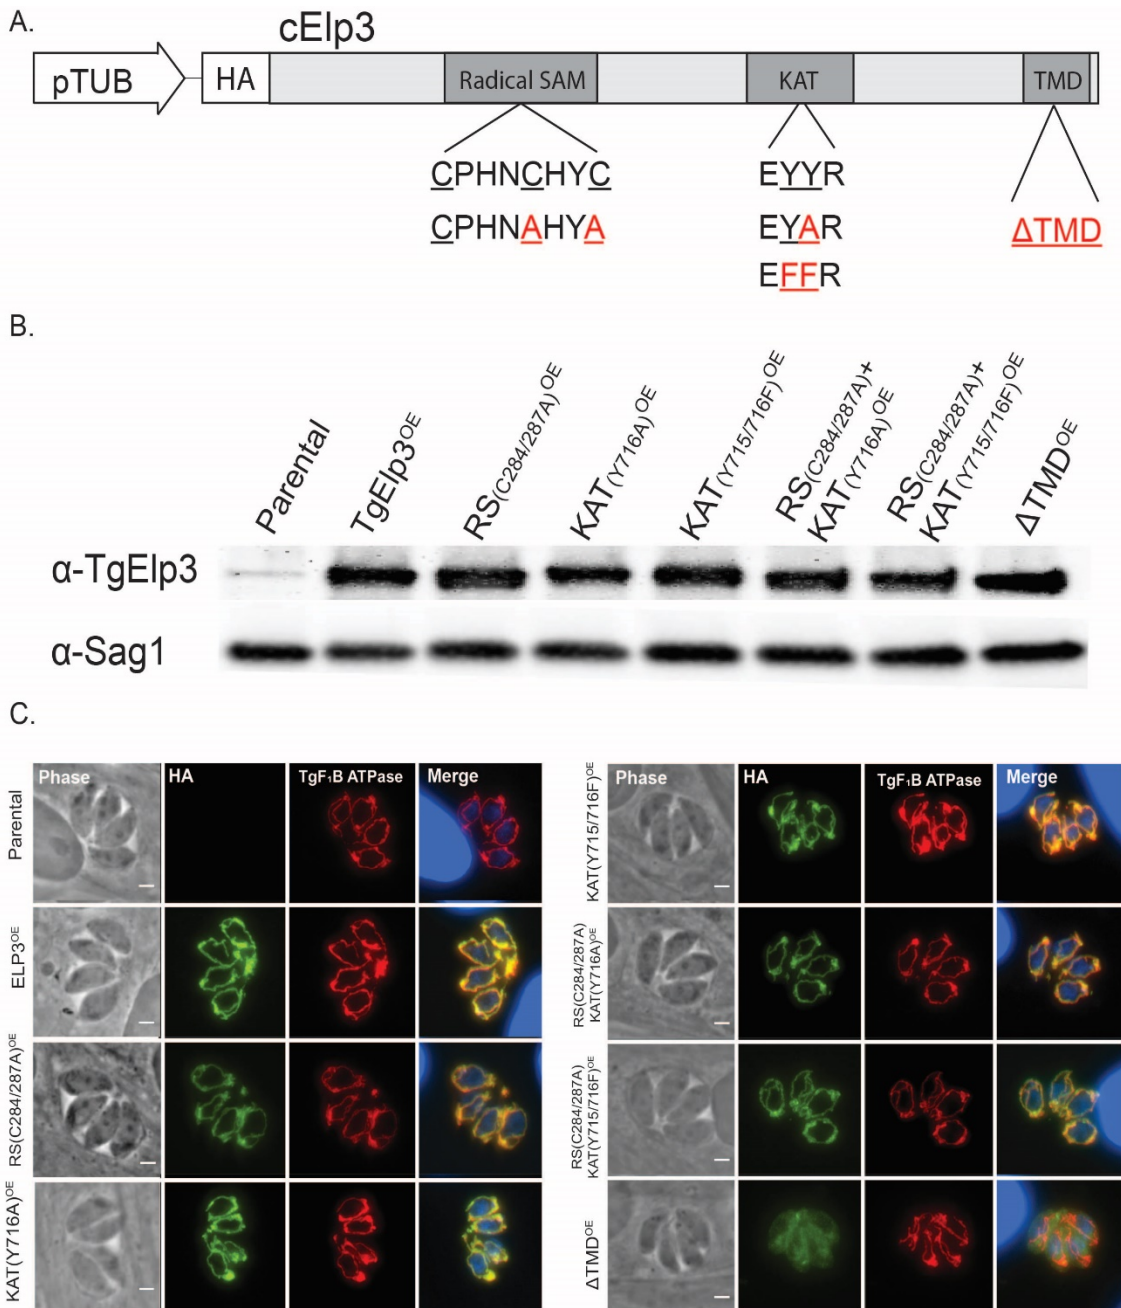 A.
cElp3
pTUB HA Radical SAM KAT TMD
CPHNCHYC EYYR
CPHNAHYA EYAR ΔTMD
EFFR
B.
Parental
TgElp3OE
RS(C284/287A)OE
KAT(Y716A)OE
KAT(Y715/716F)OE
RS(C284/287A)+
KAT(Y716A)OE
RS(C284/287A)+
KAT(Y715/716F)OE
ΔTMDOE
α-TgElp3
α-Sag1
C.
Phase HA TgF₁B ATPase Merge
Parental
ELP3OE
RS(C284/287A)OE
KAT(Y716A)OE
Phase HA TgF₁B ATPase Merge
KAT(Y715/716F)OE
RS(C284/287A)
KAT(Y716A)OE
RS(C284/287A)
KAT(Y715/716F)OE
ΔTMDOE